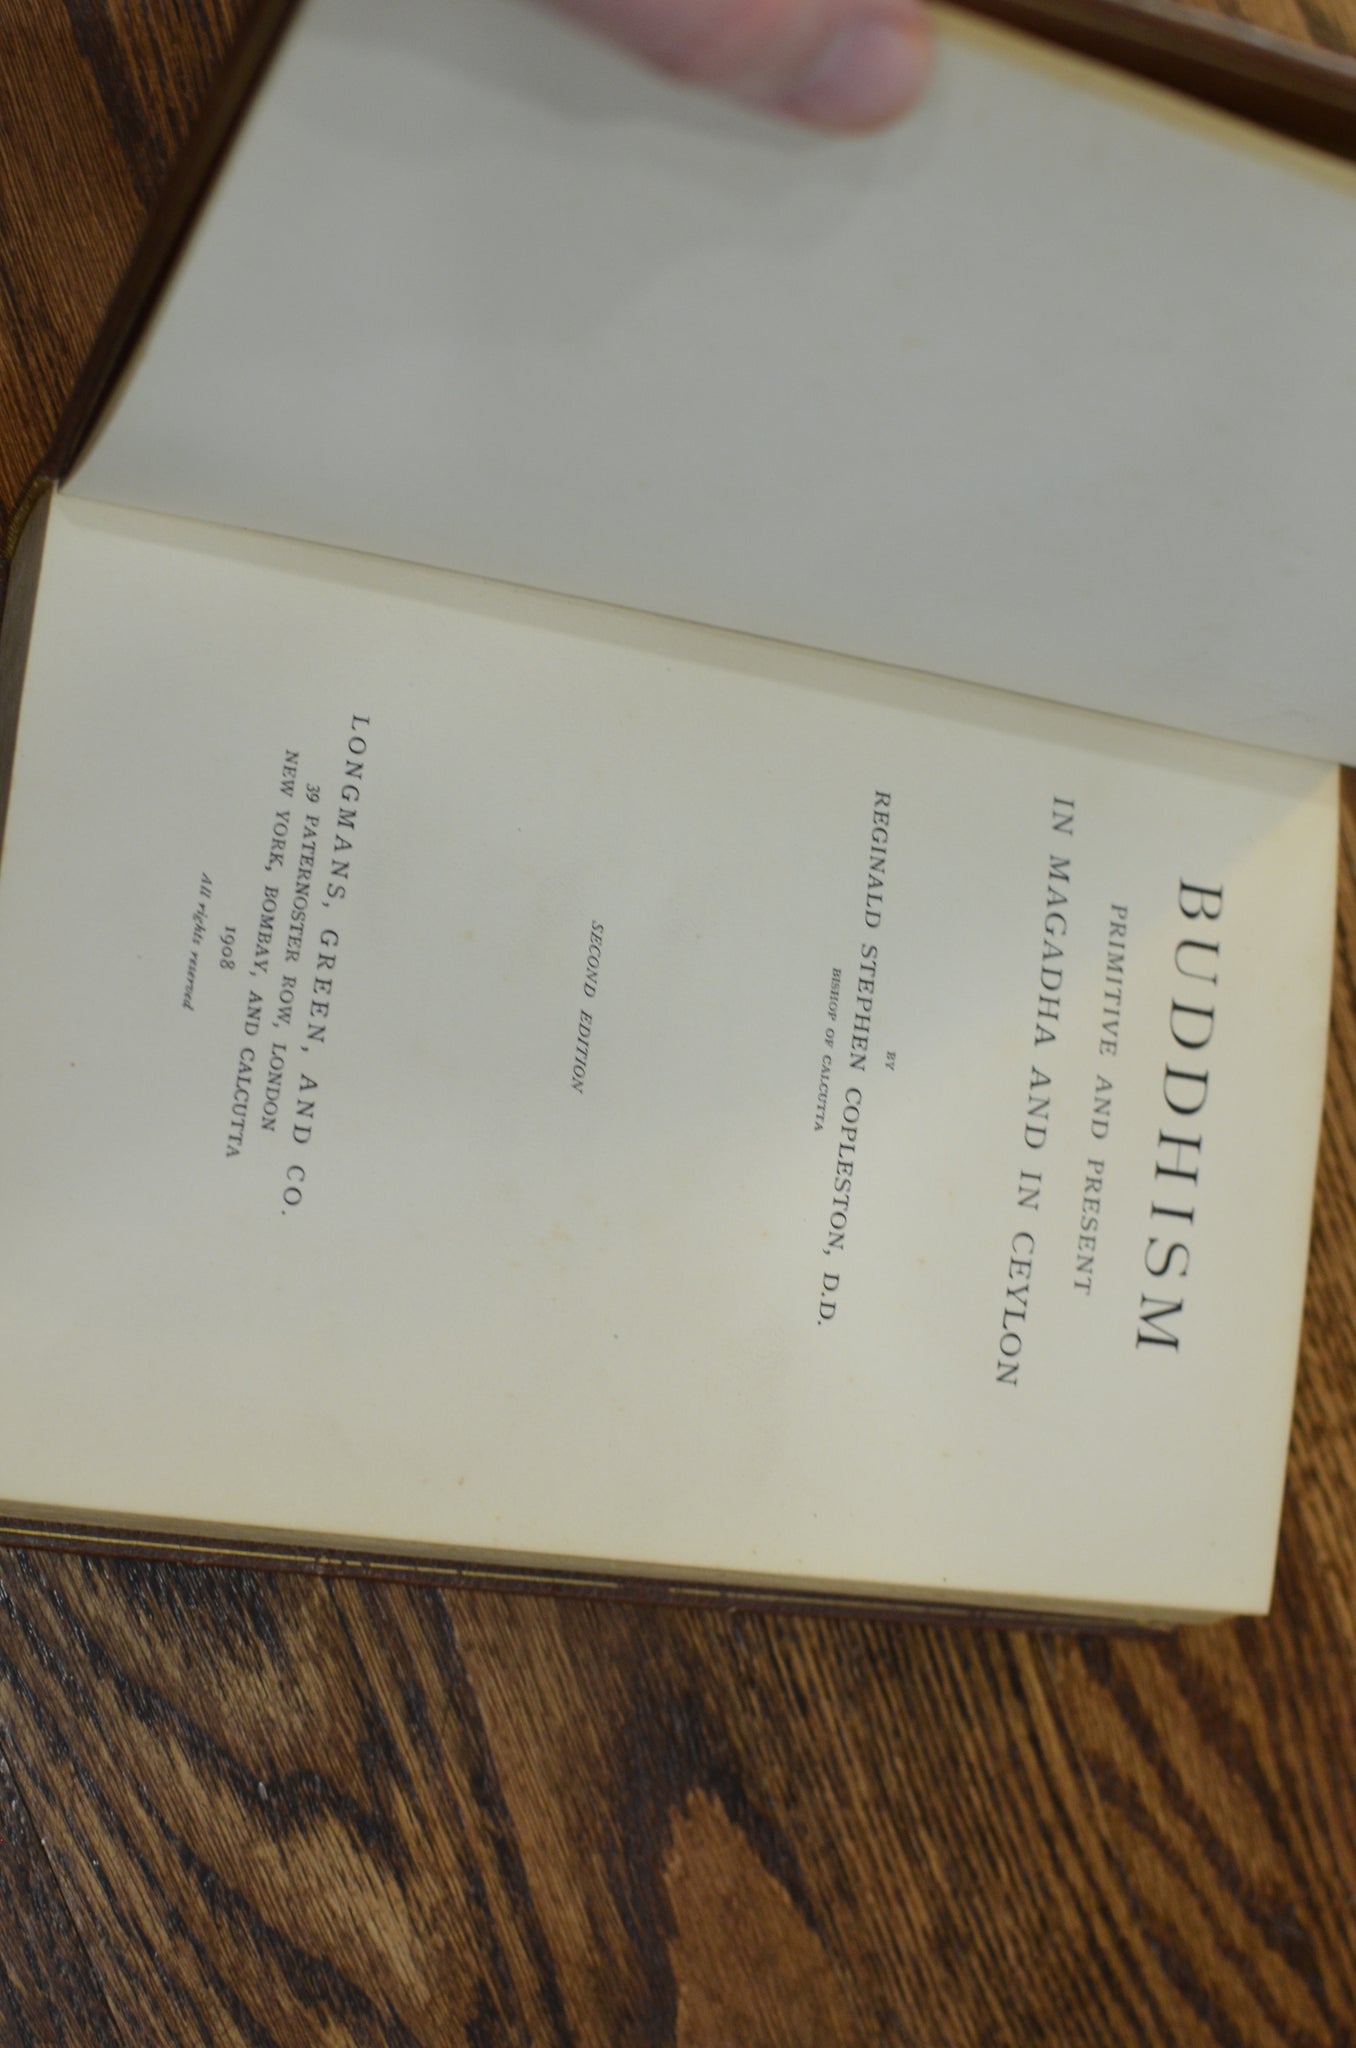 BUDDHISM
PRIMITIVE AND PRESENT
IN MAGADHA AND IN CEYLON
BY
REGINALD STEPHEN COPLESTON, D.D.
BISHOP OF CALCUTTA
SECOND EDITION
LONGMANS, GREEN, AND CO.
39 PATERNOSTER ROW, LONDON
NEW YORK, BOMBAY, AND CALCUTTA
1908
All rights reserved